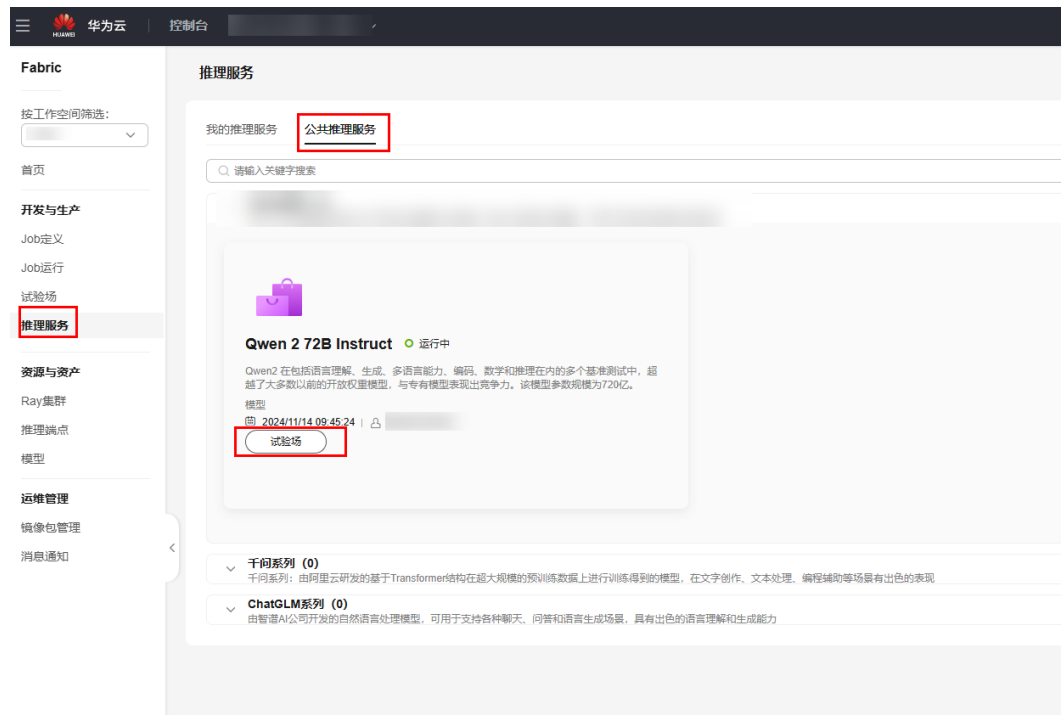 HUAWEI
华为云
控制台
Fabric
按工作空间筛选:
首页
开发与生产
Job定义
Job运行
试验场
推理服务
资源与资产
Ray集群
推理端点
模型
运维管理
镜像包管理
消息通知
推理服务
我的推理服务 公共推理服务
请输入关键字搜索
Qwen 2 72B Instruct 运行中
Qwen2 在包括语言理解、生成、多语言能力、编码、数学和推理在内的多个基准测试中，超
越了大多数以前的开放权重模型，与专有模型表现出竞争力。该模型参数规模为720亿。
模型
2024/11/14 09:45:24
试验场
千问系列 (0)
千问系列：由阿里云研发的基于Transformer结构在超大规模的预训练数据上进行训练得到的模型，在文字创作、文本处理、编程辅助等场景有出色的表现
ChatGLM系列 (0)
由智谱AI公司开发的自然语言处理模型，可用于支持各种聊天、问答和语言生成场景，具有出色的语言理解和生成能力